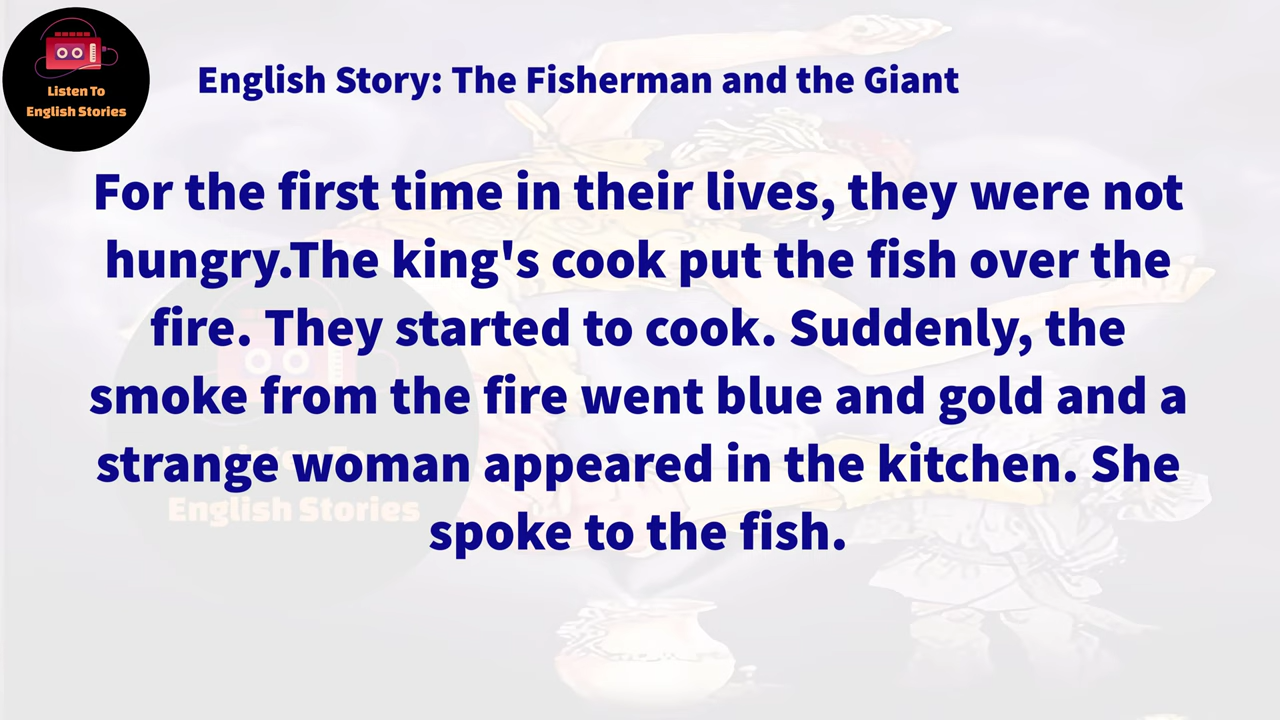 Listen To
English Stories
English Story: The Fisherman and the Giant
For the first time in their lives, they were not
hungry.The king's cook put the fish over the
fire. They started to cook. Suddenly, the
smoke from the fire went blue and gold and a
strange woman appeared in the kitchen. She
spoke to the fish.
English Stories